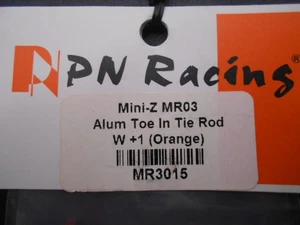 PN Racing
Mini-Z MR03
Alum Toe In Tie Rod
W +1 (Orange)
MR3015